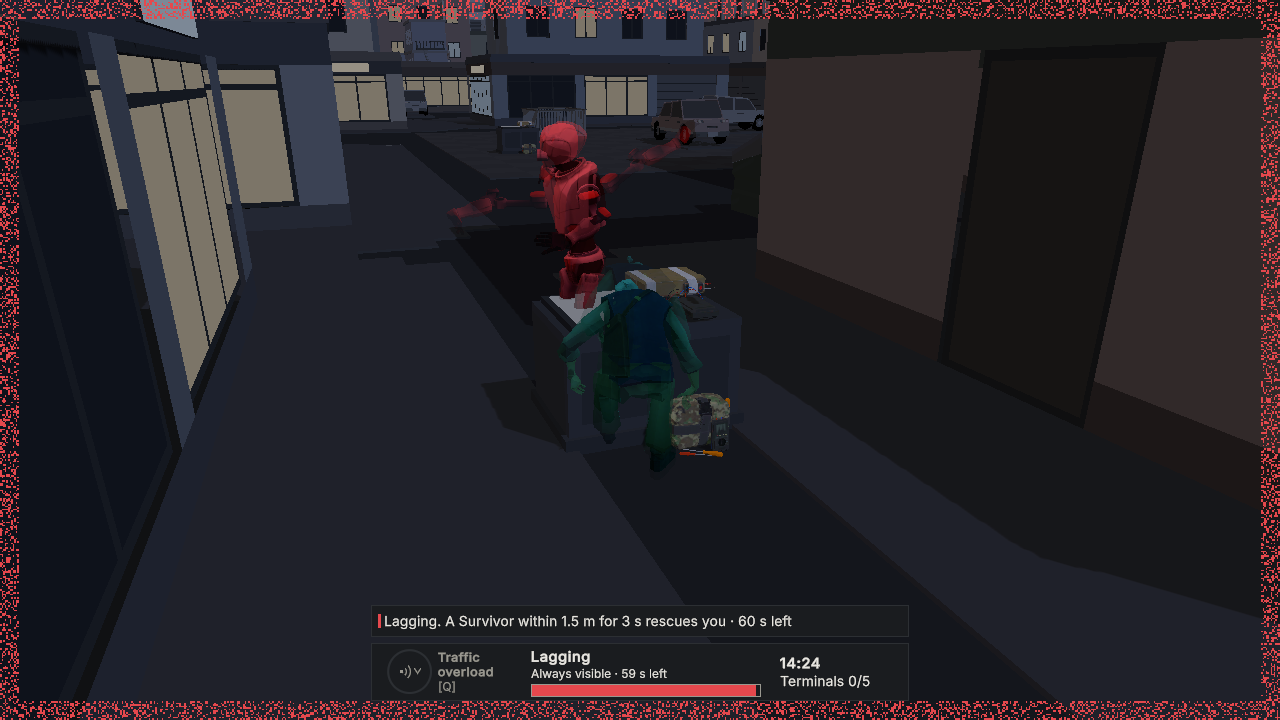 Lagging. A Survivor within 1.5 m for 3 s rescues you · 60 s left
Traffic
overload
[Q]
Lagging
Always visible · 59 s left
14:24
Terminals 0/5